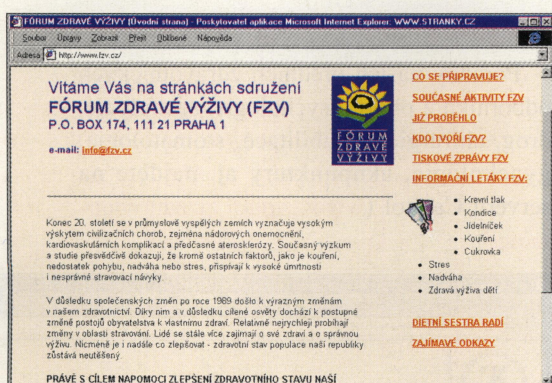 FÓRUM ZDRAVÉ VÝŽIVY (Úvodní strana) - Poskytovatel aplikace Microsoft Internet Explorer: WWW.STRANKY.CZ
Soubor Úpravy Zobrazit Přejít Oblíbené Nápověda
Adresa http://www.fzv.cz/
Vítáme Vás na stránkách sdružení
FÓRUM ZDRAVÉ VÝŽIVY (FZV)
P.O. BOX 174, 111 21 PRAHA 1
e-mail: info@fzv.cz
FÓRUM
ZDRAVÉ
VÝŽIVY
Konec 20. století se v průmyslově vyspělých zemích vyznačuje vysokým
výskytem civilizačních chorob, zejména nádorových onemocnění,
kardiovaskulárních komplikací a předčasné aterosklerózy. Současný výzkum
a studie přesvědčivě dokazují, že kromě ostatních faktorů, jako je kouření,
nedostatek pohybu, nadváha nebo stres, přispívají k vysoké úmrtnosti
i nesprávné stravovací návyky.
V důsledku společenských změn po roce 1989 došlo k výrazným změnám
v našem zdravotnictví. Díky nim a v důsledku cílené osvěty dochází k postupné
změně postojů obyvatelstva k vlastnímu zdraví. Relativně nejrychleji probíhají
změny v oblasti stravování. Lidé se stále více zajímají o své zdraví a o správnou
výživu. Nicméně je i nadále co zlepšovat - zdravotní stav populace naší republiky
zůstává neutěšený.
PRÁVĚ S CÍLEM NAPOMOCI ZLEPŠENÍ ZDRAVOTNÍHO STAVU NAŠÍ
CO SE PŘIPRAVUJE?
SOUČASNÉ AKTIVITY FZV
JIŽ PROBĚHLO
KDO TVOŘÍ FZV?
TISKOVÉ ZPRÁVY FZV
INFORMAČNÍ LETÁKY FZV:
• Krevní tlak
• Kondice
• Jídelníček
• Kouření
• Cukrovka
• Stres
• Nadváha
• Zdravá výživa dětí
DIETNÍ SESTRA RADÍ
ZAJÍMAVÉ ODKAZY